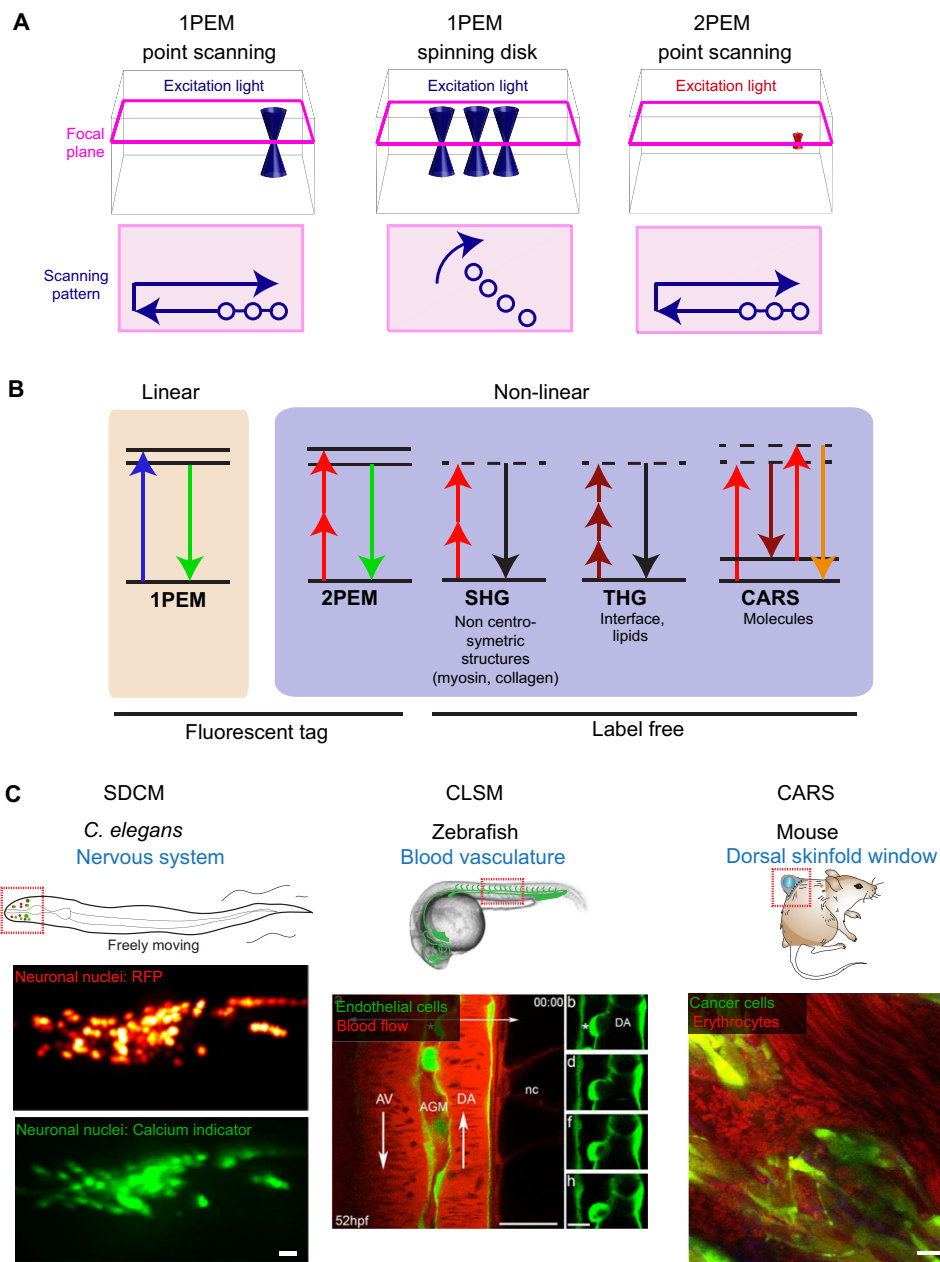 A
1PEM
point scanning
1PEM
spinning disk
2PEM
point scanning
Excitation light
Excitation light
Excitation light
Focal
plane
Scanning
pattern
B
Linear
Non-linear
1PEM
2PEM
SHG
Non centro-
symetric
structures
(myosin, collagen)
THG
Interface,
lipids
CARS
Molecules
Fluorescent tag
Label free
C
SDCM
C. elegans
Nervous system
Freely moving
Neuronal nuclei: RFP
Neuronal nuclei: Calcium indicator
CLSM
Zebrafish
Blood vasculature
Endothelial cells
Blood flow
00:00
*
AV
AGM
DA
nc
52hpf
b
*
DA
d
f
h
CARS
Mouse
Dorsal skinfold window
Cancer cells
Erythrocytes